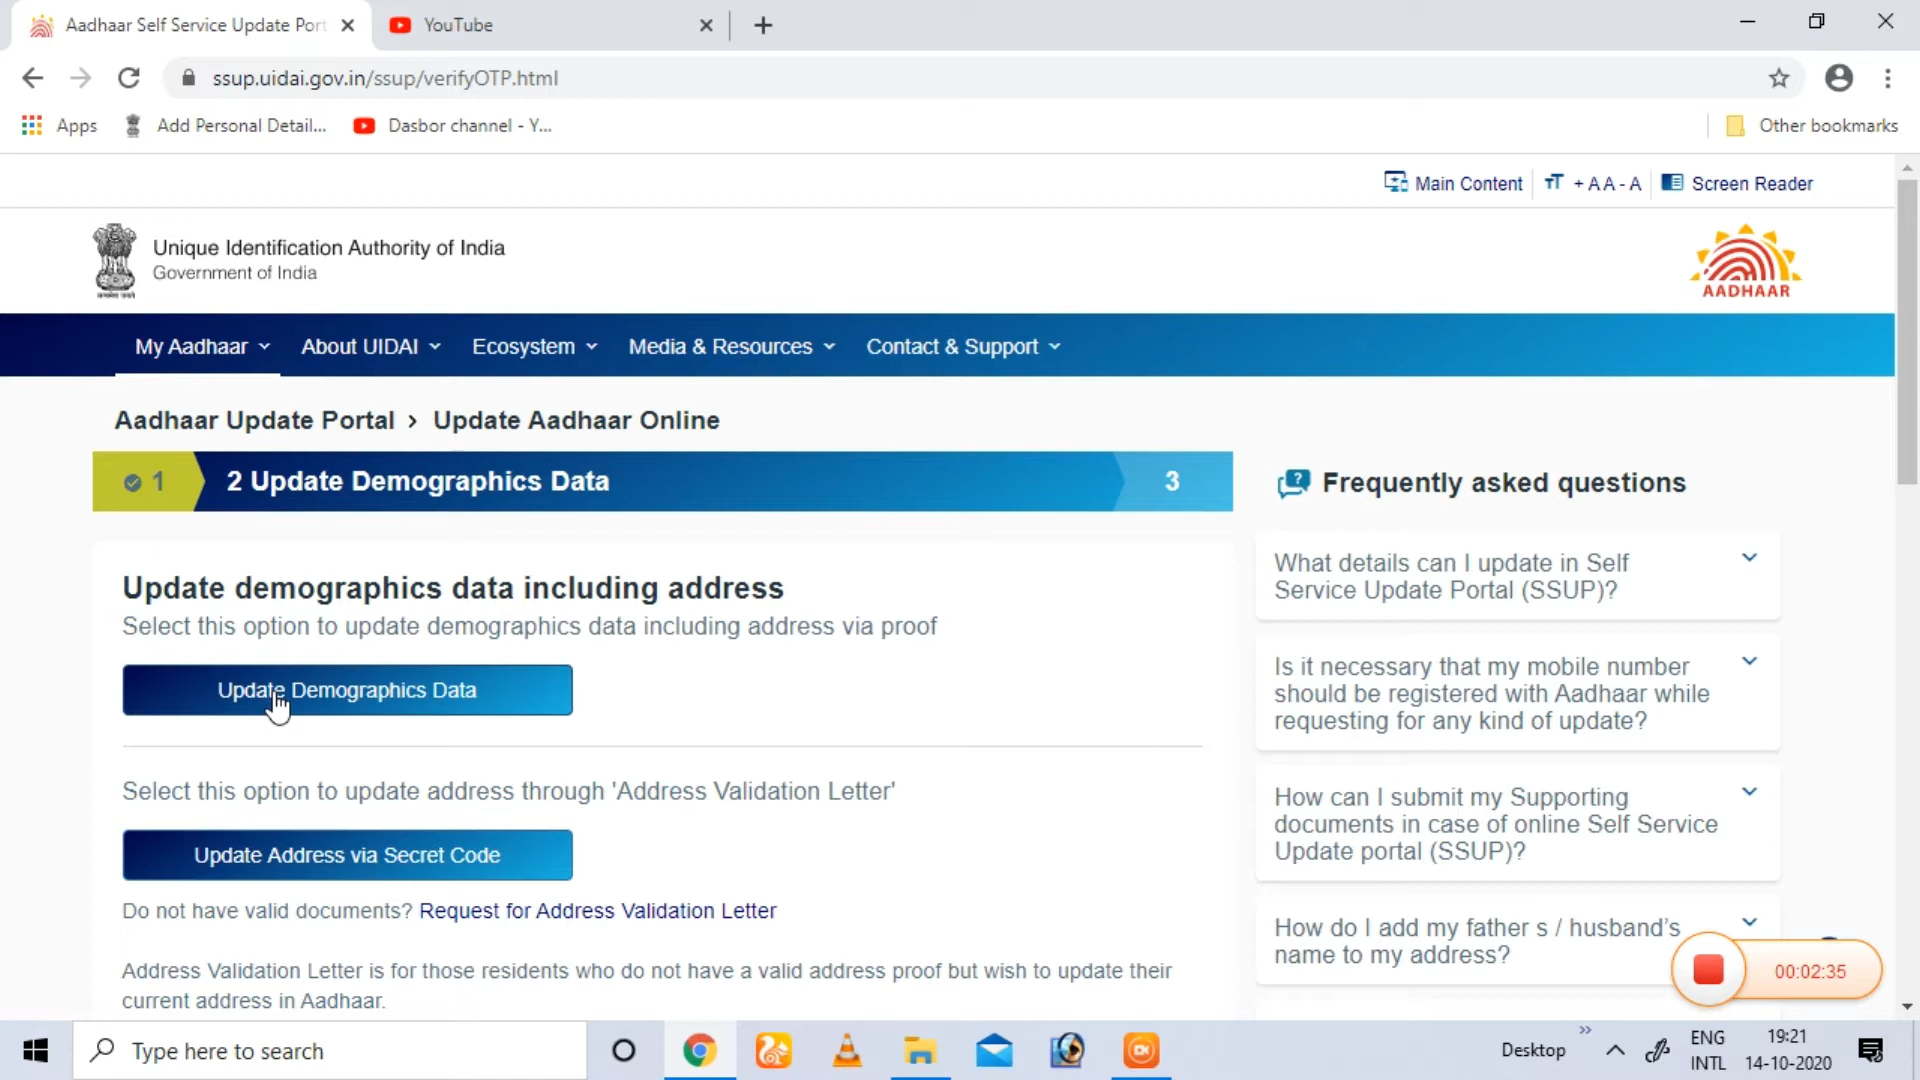 Aadhaar Self Service Update Port
YouTube
ssup.uidai.gov.in/ssup/verifyOTP.html
Apps
Add Personal Detail...
Dasbor channel - Y...
Other bookmarks
Main Content
+ A A - A
Screen Reader
Unique Identification Authority of India
Government of India
AADHAAR
My Aadhaar
About UIDAI
Ecosystem
Media & Resources
Contact & Support
Aadhaar Update Portal > Update Aadhaar Online
1
2 Update Demographics Data
3
Update demographics data including address
Select this option to update demographics data including address via proof
Update Demographics Data
Select this option to update address through 'Address Validation Letter'
Update Address via Secret Code
Do not have valid documents? Request for Address Validation Letter
Address Validation Letter is for those residents who do not have a valid address proof but wish to update their
current address in Aadhaar.
Frequently asked questions
What details can I update in Self
Service Update Portal (SSUP)?
Is it necessary that my mobile number
should be registered with Aadhaar while
requesting for any kind of update?
How can I submit my Supporting
documents in case of online Self Service
Update portal (SSUP)?
How do I add my father s / husband's
name to my address?
00:02:35
Type here to search
Desktop
ENG
INTL
19:21
14-10-2020